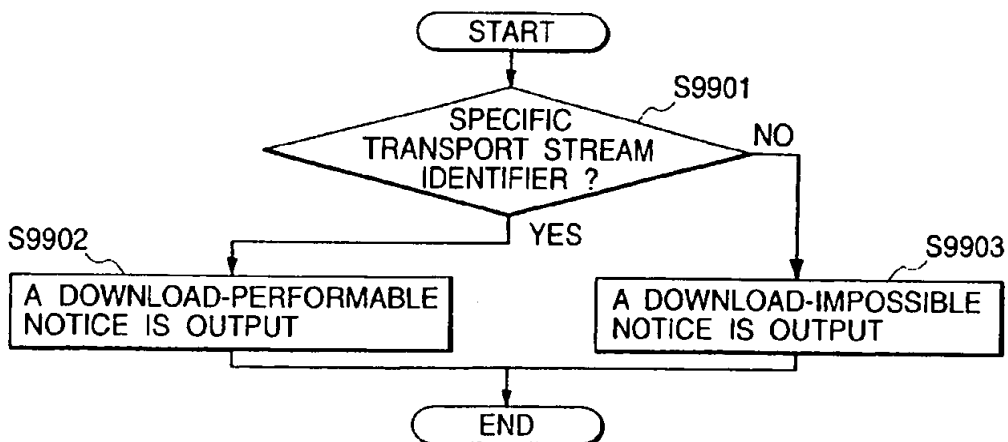 START
S9901
SPECIFIC
TRANSPORT STREAM
IDENTIFIER ?
NO
YES
S9902
S9903
A DOWNLOAD-PERFORMABLE
NOTICE IS OUTPUT
A DOWNLOAD-IMPOSSIBLE
NOTICE IS OUTPUT
END